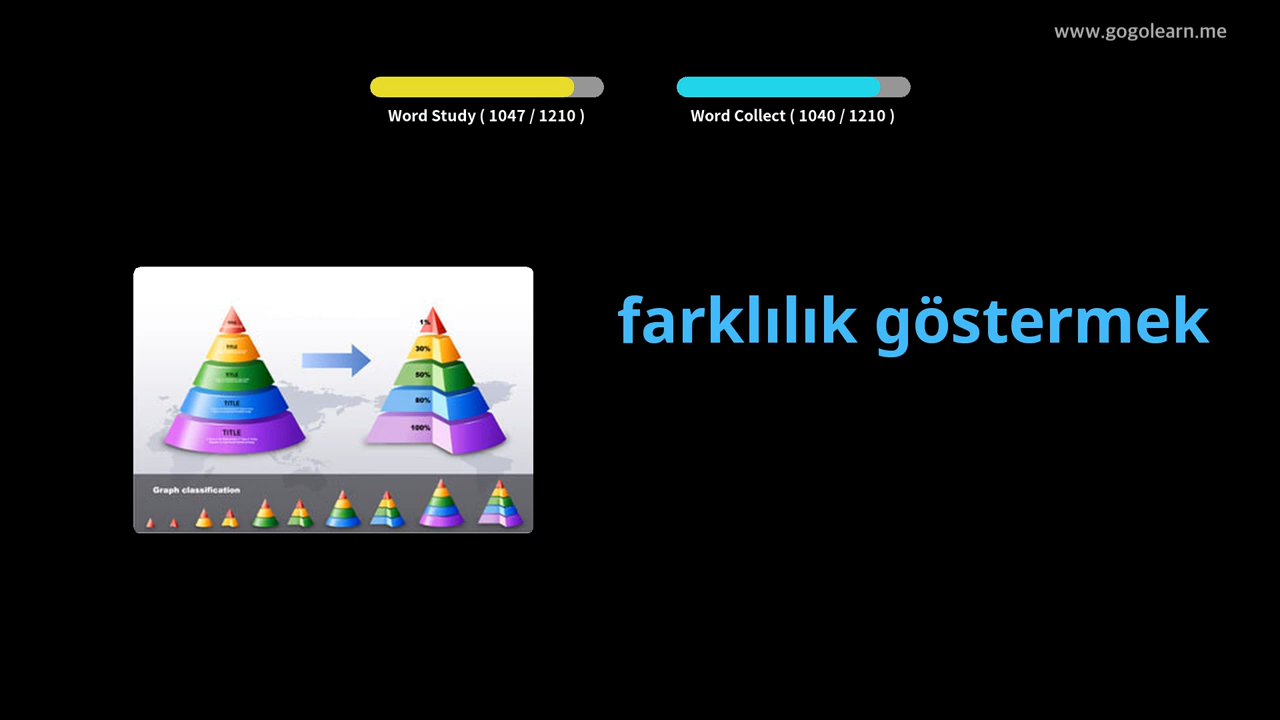 www.gogolearn.me
Word Study ( 1047 / 1210 )
Word Collect ( 1040 / 1210 )
farklılık göstermek
TITLE
TITLE
TITLE
TITLE
1%
30%
50%
80%
100%
Graph classification